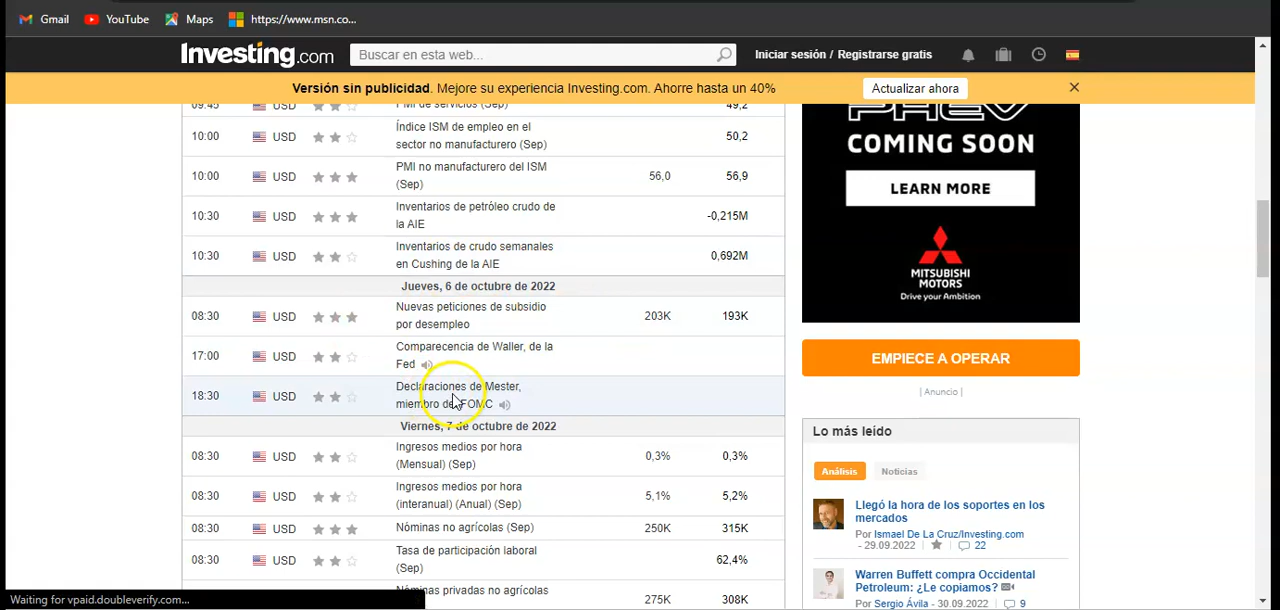 Gmail YouTube Maps https://www.msn.co...
Investing.com Buscar en esta web... Iniciar sesión / Registrarse gratis
Versión sin publicidad. Mejore su experiencia Investing.com. Ahorre hasta un 40% Actualizar ahora
09:45 USD PMI de servicios (Sep) 49,2
10:00 USD Índice ISM de empleo en el
sector no manufacturero (Sep) 50,2
10:00 USD PMI no manufacturero del ISM
(Sep) 56,0 56,9
10:30 USD Inventarios de petróleo crudo de
la AIE -0,215M
10:30 USD Inventarios de crudo semanales
en Cushing de la AIE 0,692M
Jueves, 6 de octubre de 2022
08:30 USD Nuevas peticiones de subsidio
por desempleo 203K 193K
17:00 USD Comparecencia de Waller, de la
Fed
18:30 USD Declaraciones de Mester,
miembro del FOMC
Viernes, 7 de octubre de 2022
08:30 USD Ingresos medios por hora
(Mensual) (Sep) 0,3% 0,3%
08:30 USD Ingresos medios por hora
(interanual) (Anual) (Sep) 5,1% 5,2%
08:30 USD Nóminas no agrícolas (Sep) 250K 315K
08:30 USD Tasa de participación laboral
(Sep) 62,4%
Nóminas privadas no agrícolas
275K 308K
PHEV
COMING SOON
LEARN MORE
MITSUBISHI
MOTORS
Drive your Ambition
EMPIECE A OPERAR
| Anuncio |
Lo más leído
Análisis Noticias
Llegó la hora de los soportes en los
mercados
Por Ismael De La Cruz/Investing.com
- 29.09.2022 | | 22
Warren Buffett compra Occidental
Petroleum: ¿Le copiamos?
Por Sergio Ávila - 30.09.2022 | 9
Waiting for vpaid.doubleverify.com...